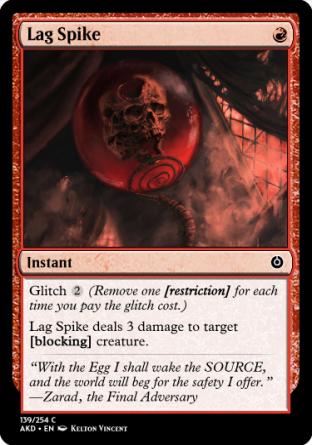 Lag Spike
Instant
Glitch 2 (Remove one [restriction] for each
time you pay the glitch cost.)
Lag Spike deals 3 damage to target
[blocking] creature.
“With the Egg I shall wake the SOURCE,
and the world will beg for the safety I offer.”
—Zarad, the Final Adversary
139/254 C
AKD • EN Kelton Vincent